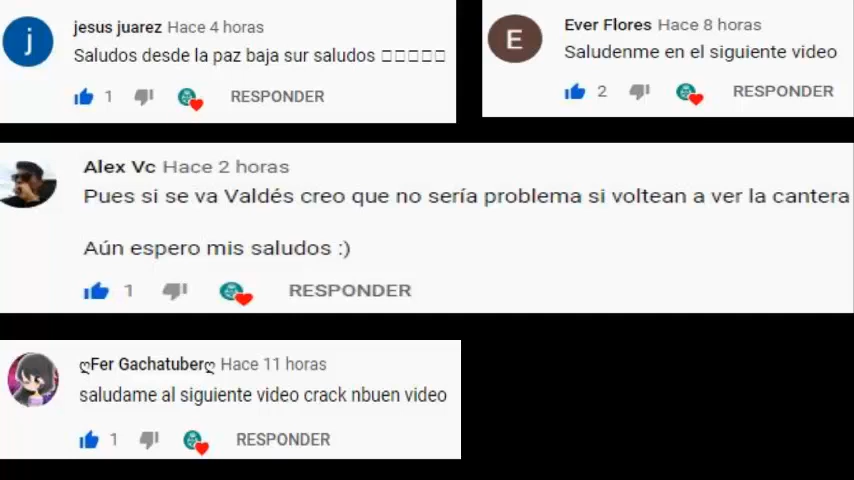 jesus juarez Hace 4 horas
Saludos desde la paz baja sur saludos □□□□□
1 RESPONDER
Ever Flores Hace 8 horas
Saludenme en el siguiente video
2 RESPONDER
Alex Vc Hace 2 horas
Pues si se va Valdés creo que no sería problema si voltean a ver la cantera
Aún espero mis saludos :)
1 RESPONDER
ღFer Gachatuberღ Hace 11 horas
saludame al siguiente video crack nbuen video
1 RESPONDER